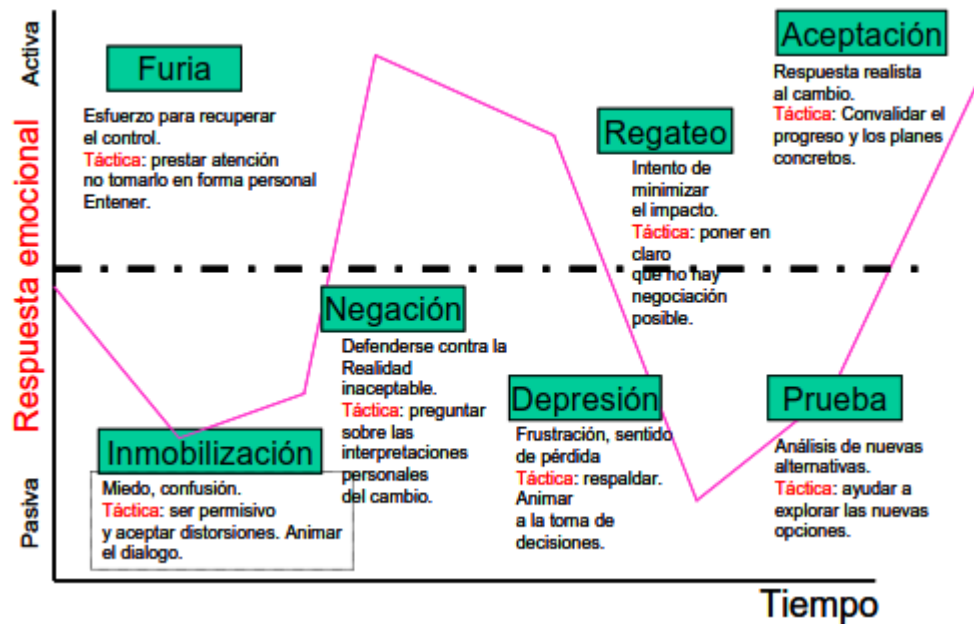 Respuesta emocional
Activa
Pasiva
Furia
Esfuerzo para recuperar
el control.
Táctica: prestar atención
no tomarlo en forma personal
Entener.
Aceptación
Respuesta realista
al cambio.
Táctica: Convalidar el
progreso y los planes
concretos.
Regateo
Intento de
minimizar
el impacto.
Táctica: poner en
claro
que no hay
negociación
posible.
Negación
Defenderse contra la
Realidad
inaceptable.
Táctica: preguntar
sobre las
interpretaciones
personales
del cambio.
Inmobilización
Miedo, confusión.
Táctica: ser permisivo
y aceptar distorsiones. Animar
el dialogo.
Depresión
Frustración, sentido
de pérdida
Táctica: respaldar.
Animar
a la toma de
decisiones.
Prueba
Análisis de nuevas
alternativas.
Táctica: ayudar a
explorar las nuevas
opciones.
Tiempo